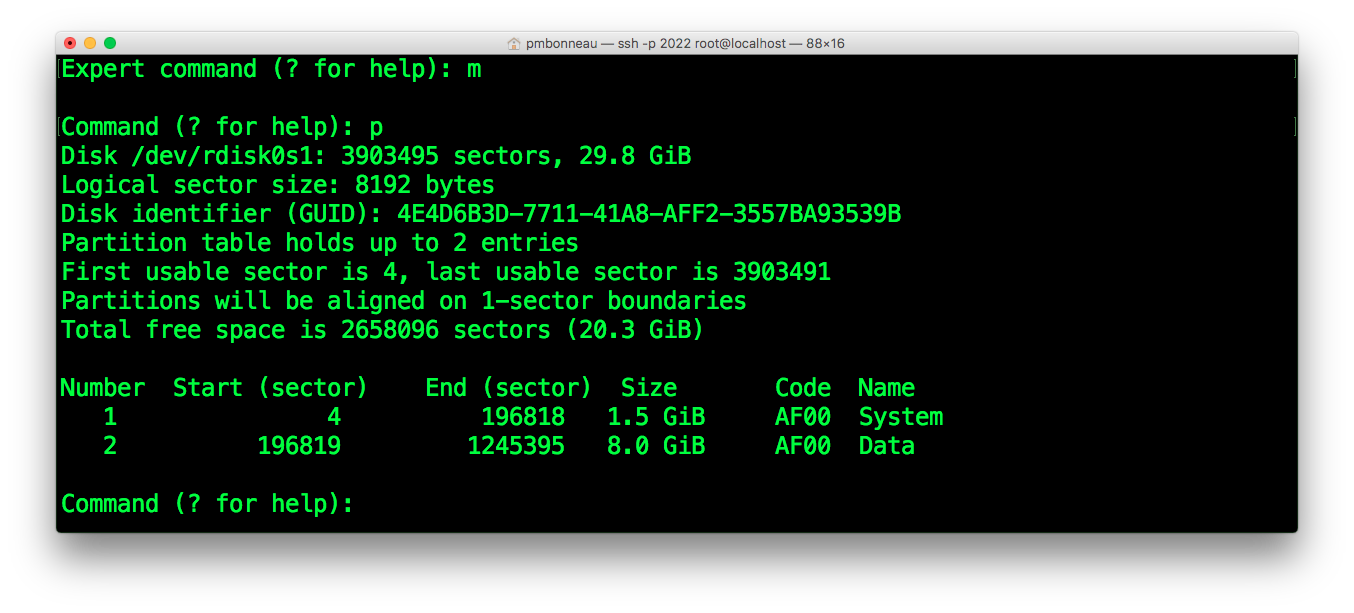 pmbonneau — ssh -p 2022 root@localhost — 88×16
Expert command (? for help): m
Command (? for help): p
Disk /dev/rdisk0s1: 3903495 sectors, 29.8 GiB
Logical sector size: 8192 bytes
Disk identifier (GUID): 4E4D6B3D-7711-41A8-AFF2-3557BA93539B
Partition table holds up to 2 entries
First usable sector is 4, last usable sector is 3903491
Partitions will be aligned on 1-sector boundaries
Total free space is 2658096 sectors (20.3 GiB)
Number  Start (sector)    End (sector)  Size       Code  Name
   1               4          196818   1.5 GiB     AF00  System
   2          196819         1245395   8.0 GiB     AF00  Data
Command (? for help):